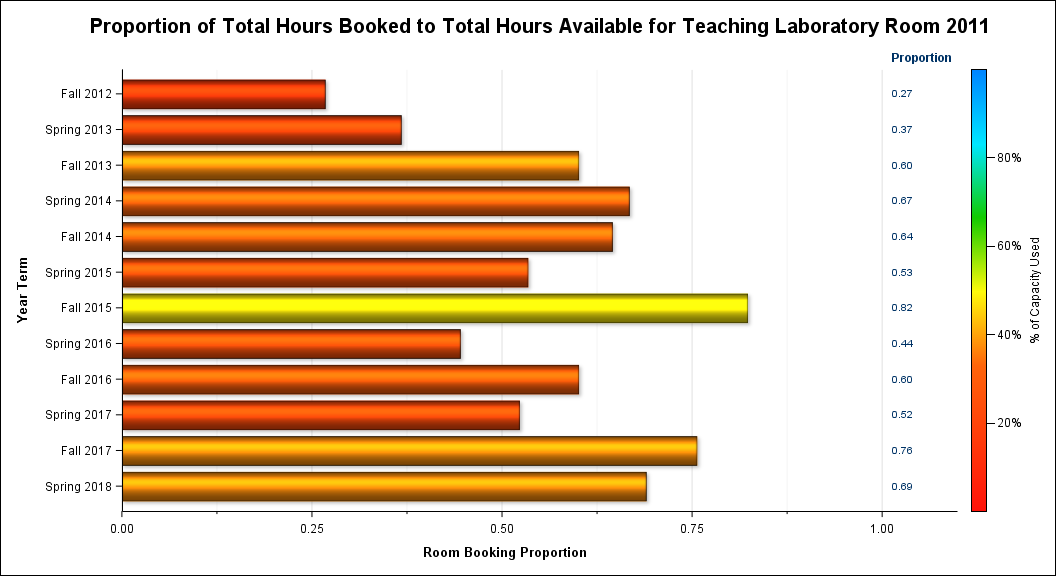 Proportion of Total Hours Booked to Total Hours Available for Teaching Laboratory Room 2011
Proportion
Fall 2012 0.27
Spring 2013 0.37
Fall 2013 0.60
Spring 2014 0.67
Fall 2014 0.64
Spring 2015 0.53
Fall 2015 0.82
Spring 2016 0.44
Fall 2016 0.60
Spring 2017 0.52
Fall 2017 0.76
Spring 2018 0.69
Year Term
0.00 0.25 0.50 0.75 1.00
Room Booking Proportion
80%
60%
40%
20%
% of Capacity Used